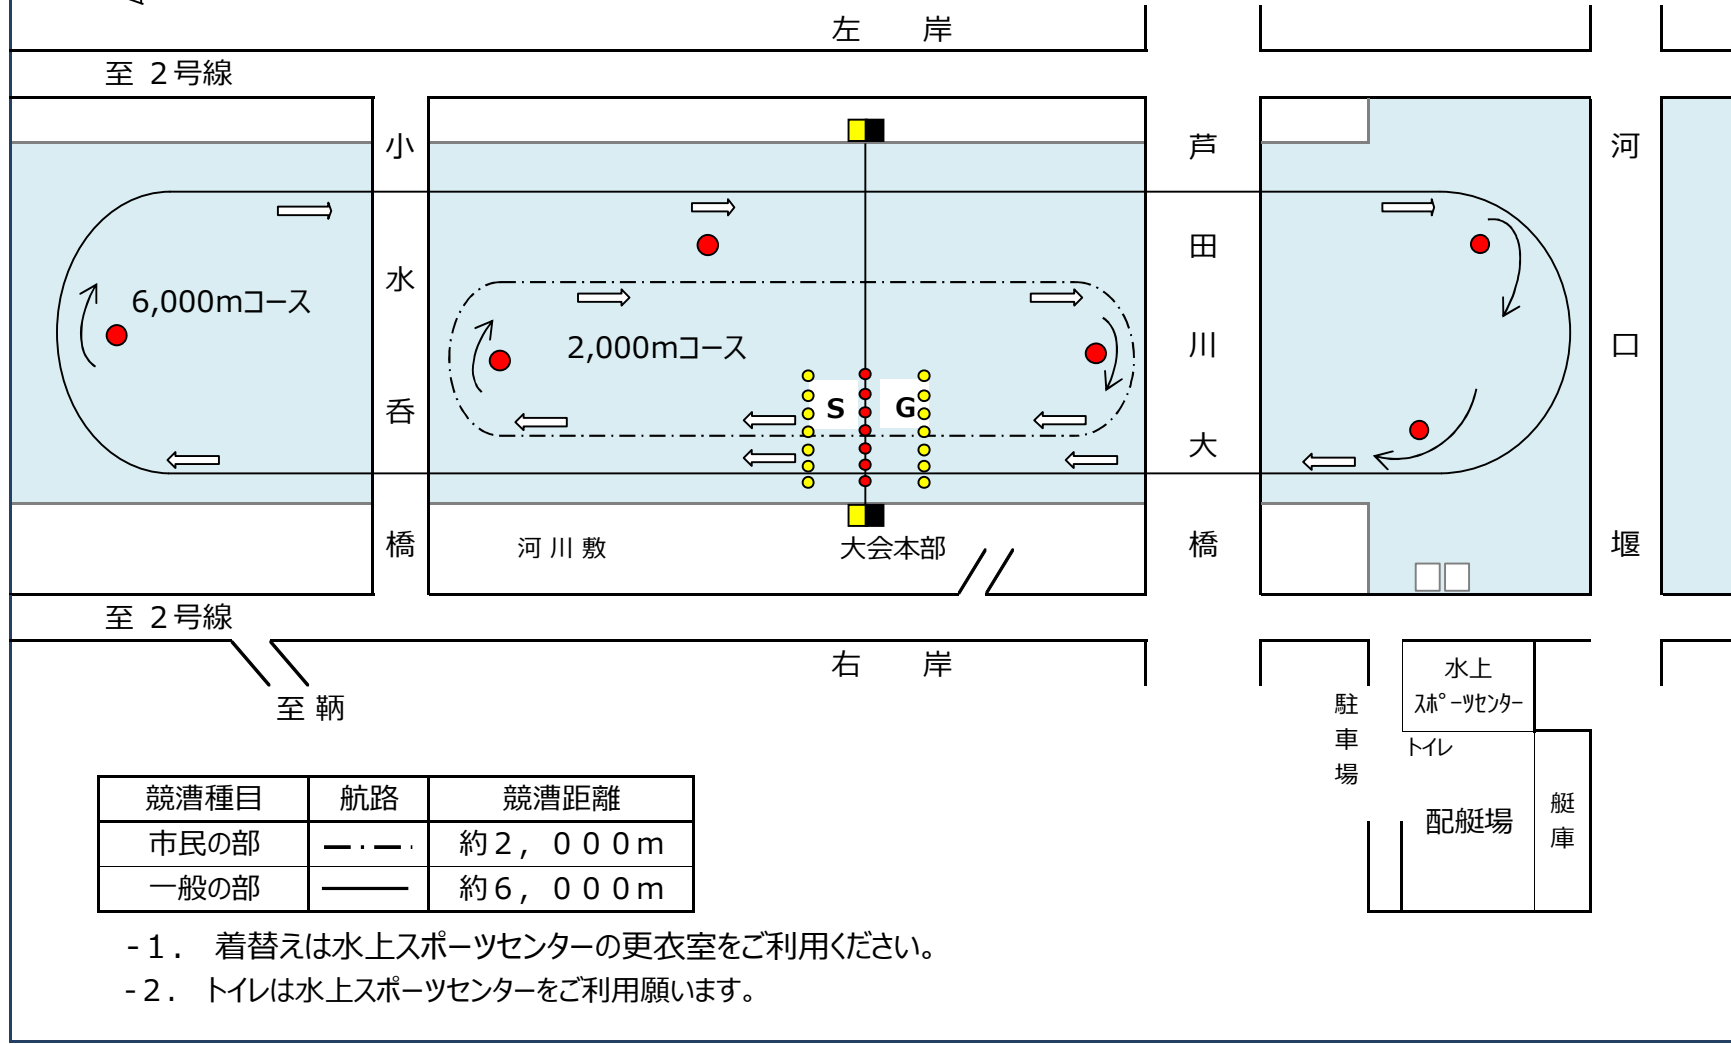 左　岸
至 2号線
小水呑橋
芦田川大橋
河口堰
6,000mコース
2,000mコース
S G
河川敷
大会本部
至 2号線
右　岸
至 鞆
水上
スポーツセンター
駐車場
トイレ
配艇場
艇庫
競漕種目 航路 競漕距離
市民の部 約２，０００ｍ
一般の部 約６，０００ｍ
-1.　着替えは水上スポーツセンターの更衣室をご利用ください。
-2.　トイレは水上スポーツセンターをご利用願います。